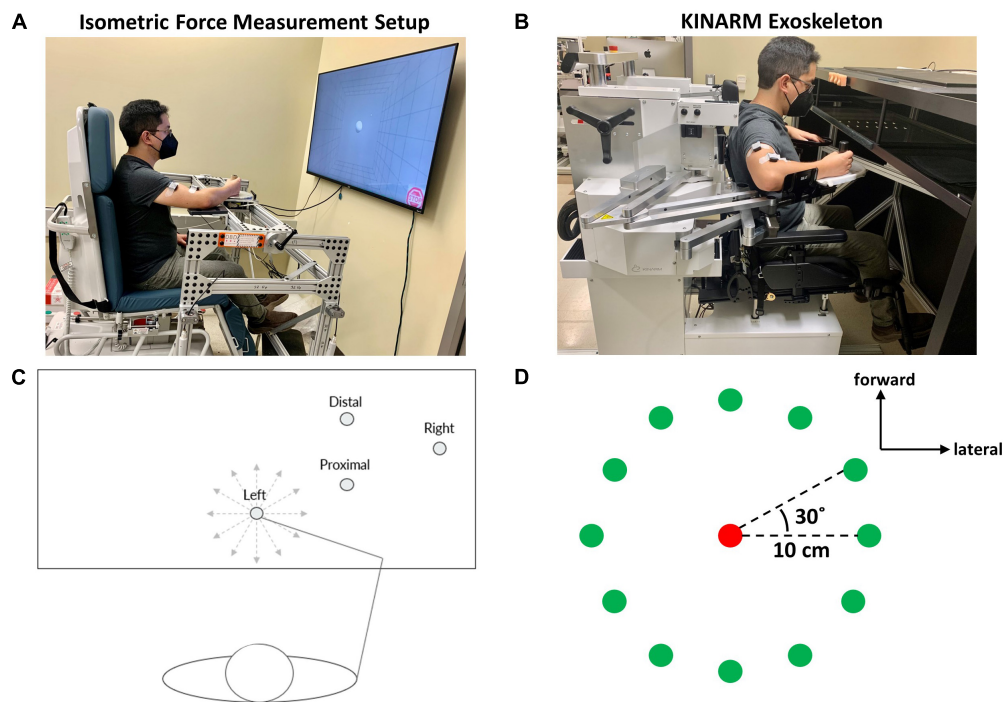 A
Isometric Force Measurement Setup
B
KINARM Exoskeleton
C
Distal
Right
Proximal
Left
D
forward
lateral
30˚
10 cm